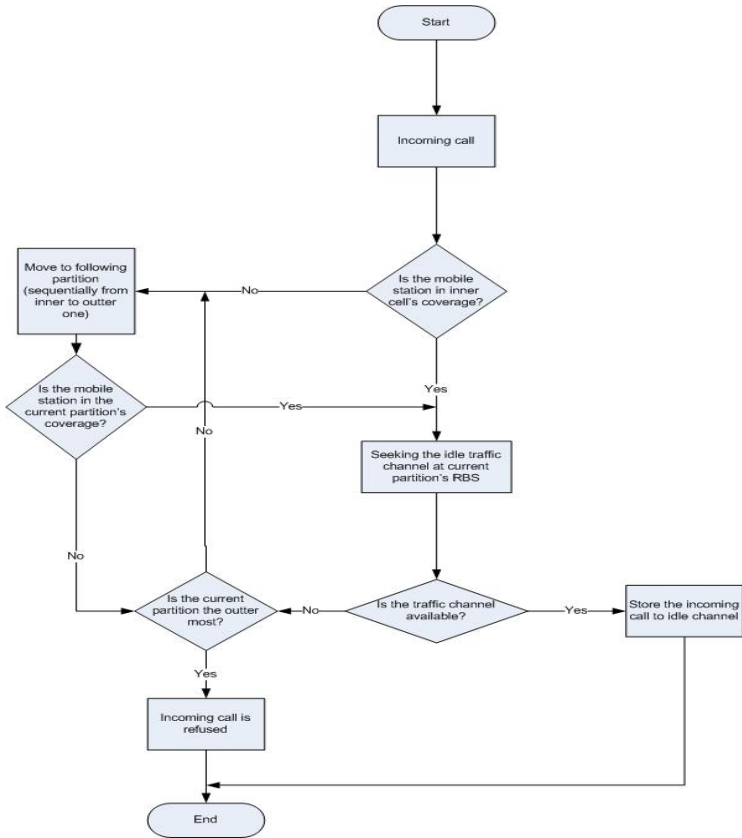 Start
Incoming call
Is the mobile
station in inner
cell's coverage?
No
Move to following
partition
(sequentially from
inner to outter
one)
Yes
Is the mobile
station in the
current partition's
coverage?
Yes
No
Seeking the idle traffic
channel at current
partition's RBS
No
Is the current
partition the outter
most?
No
Is the traffic channel
available?
Yes
Store the incoming
call to idle channel
Yes
Incoming call is
refused
End